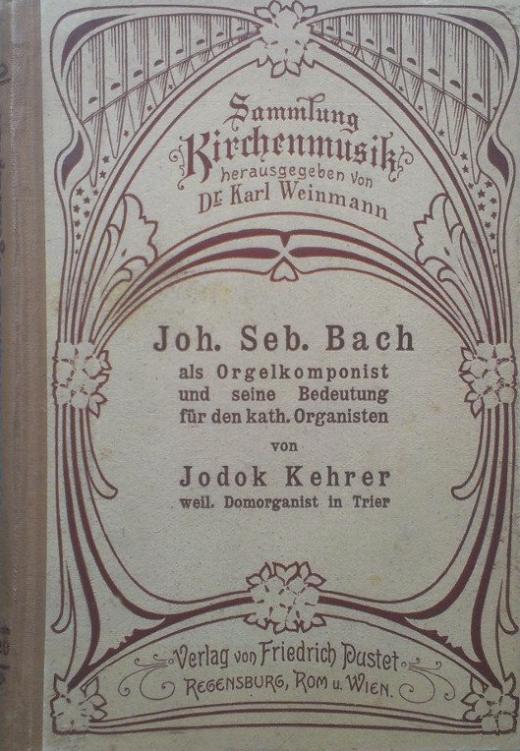 Sammlung
Kirchenmusik
herausgegeben von
Dr. Karl Weinmann
Joh. Seb. Bach
als Orgelkomponist
und seine Bedeutung
für den kath. Organisten
von
Jodok Kehrer
weil. Domorganist in Trier
Verlag von Friedrich Pustet
REGENSBURG, ROM u. WIEN.